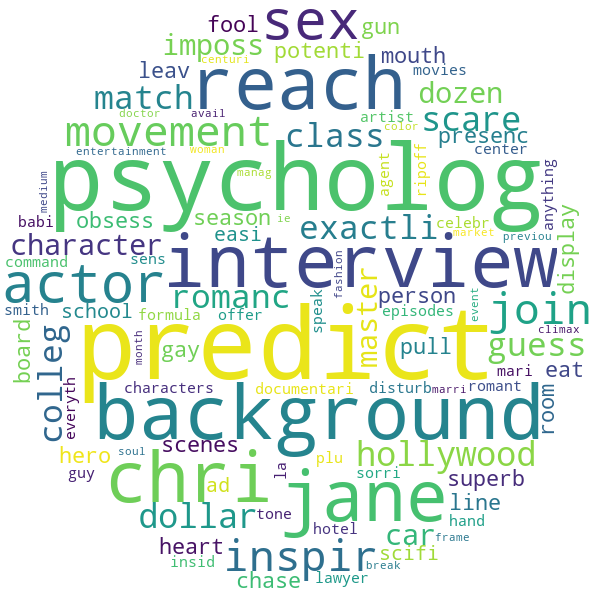 sex
fool
gun
imposs
potenti
mouth
centuri
leav
reach
movies
match
dozen
doctor
avail
artist
scare
movement
class
presenc
entertainment
color
center
woman
psycholog
manag
agent
ripoff
anything
medium
babi
obsess
season
ie
easi
exactli
celebr
market
previou
display
character
interview
sens
command
actor
romanc
master
person
fashion
event
smith
school
formula
offer
speak
episodes
join
climax
board
predict
month
gay
pull
guess
mari
eat
everyth
colleg
characters
documentari
disturb
marri
romant
room
background
hero
scenes
hollywood
guy
chri
soul
la
plu
sorri
superb
ad
jane
line
dollar
tone
hand
hotel
car
frame
heart
inspir
scifi
insid
break
chase
lawyer